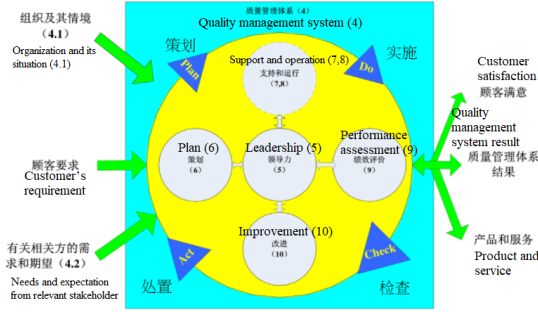 质量管理体系（4）
Quality management system (4)
组织及其情境
(4.1)
Organization and its
situation (4.1)
策划
Plan
Support and operation (7,8)
支持和运行
(7,8)
实施
Do
Customer
satisfaction
顾客满意
顾客要求
Customer's
requirement
Plan (6)
策划
(6)
Leadership (5)
领导力
(5)
Performance
assessment (9)
绩效评价
(9)
Quality
management
system result
质量管理体系
结果
有关相关方的需
求和期望 (4.2)
Needs and expectation
from relevant stakeholder
Act
处置
Improvement (10)
改进
(10)
Check
检查
产品和服务
Product and
service